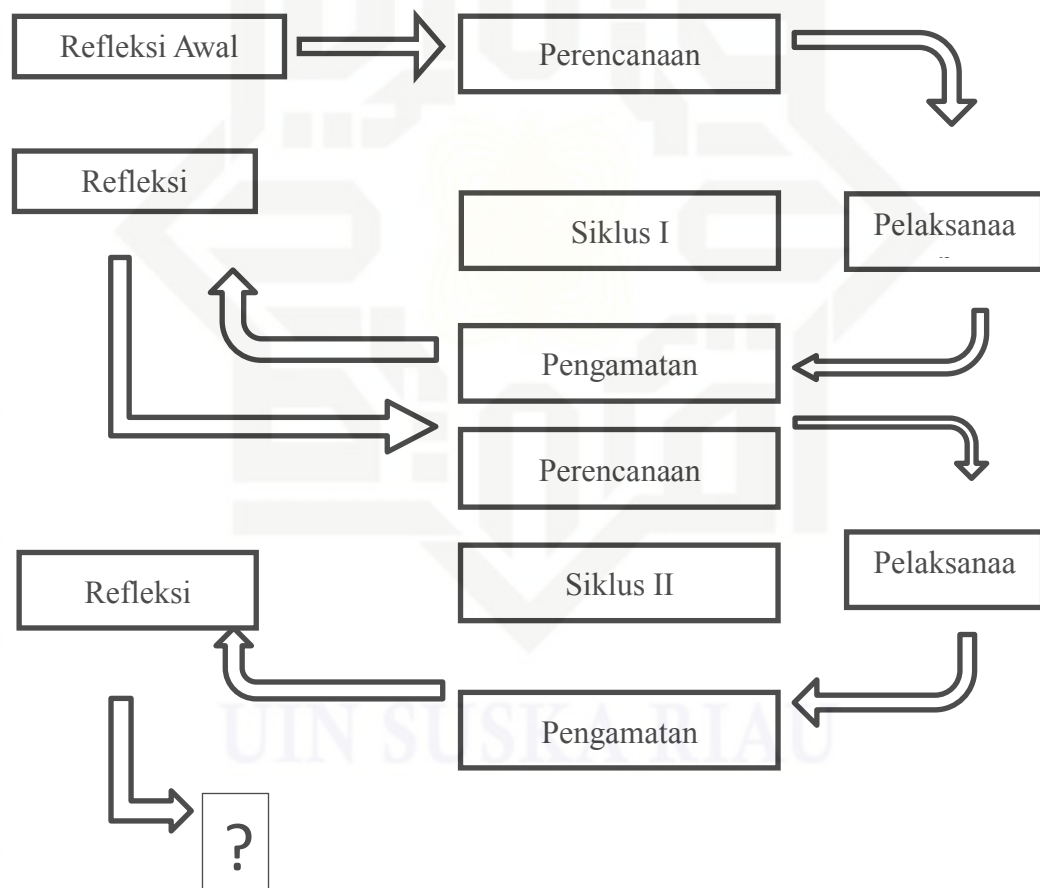 Refleksi Awal
Perencanaan
Refleksi
Siklus I
Pelaksanaa
Pengamatan
Perencanaan
Refleksi
Siklus II
Pelaksanaa
Pengamatan
UIN SUSKA RIAU
?